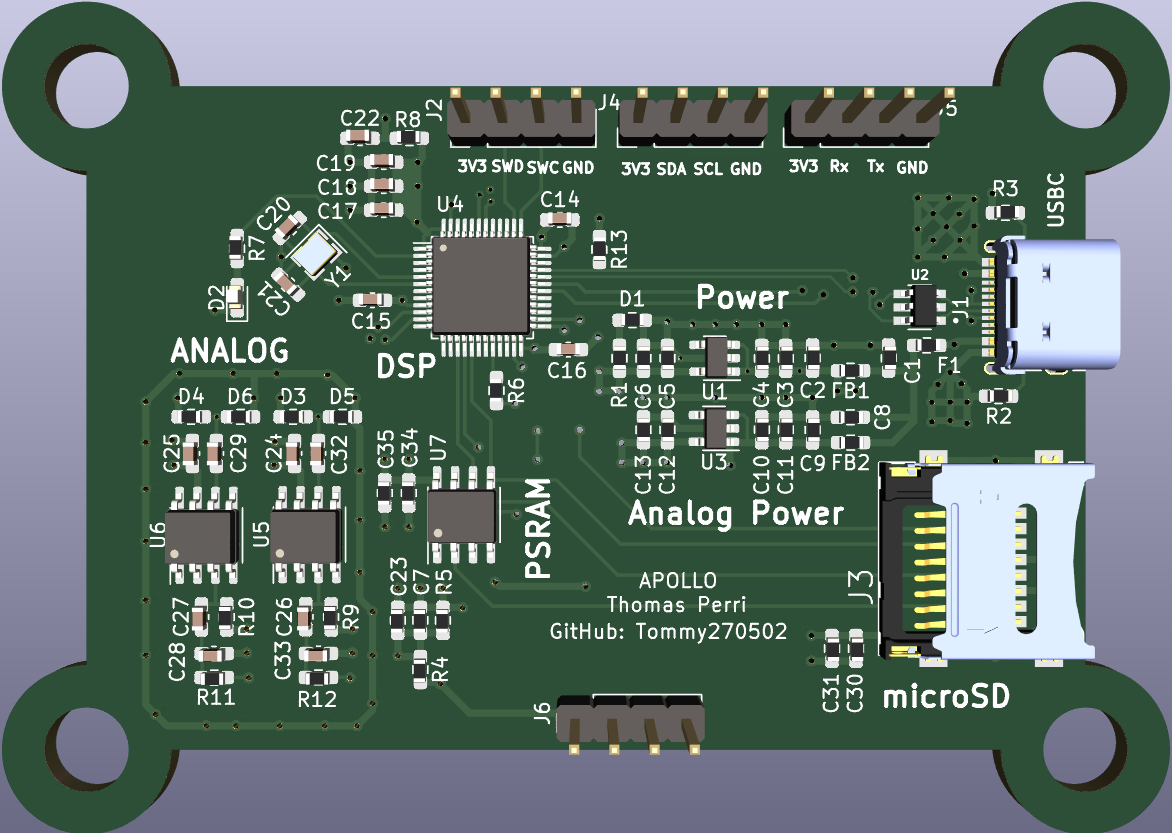 J2
J4
J5
C22
R8
3V3 SWD SWC GND
3V3 SDA SCL GND
3V3 Rx Tx GND
C19
C18
C17
U4
C14
R3
USBC
C20
R7
Y1
R13
U2
D2
C21
C15
D1
Power
J1
ANALOG
DSP
C16
F1
R6
R1
C6
C5
U1
C4
C3
C2
FB1
C1
R2
D4
D6
D3
D5
C8
C25
C29
C24
C32
C35
C34
U7
C13
C12
U3
C10
C11
C9
FB2
U6
U5
PSRAM
Analog Power
J3
APOLLO
Thomas Perri
GitHub: Tommy270502
C23
C7
R5
C27
R10
C26
R9
C28
C33
R4
R11
R12
C31
C30
microSD
J6